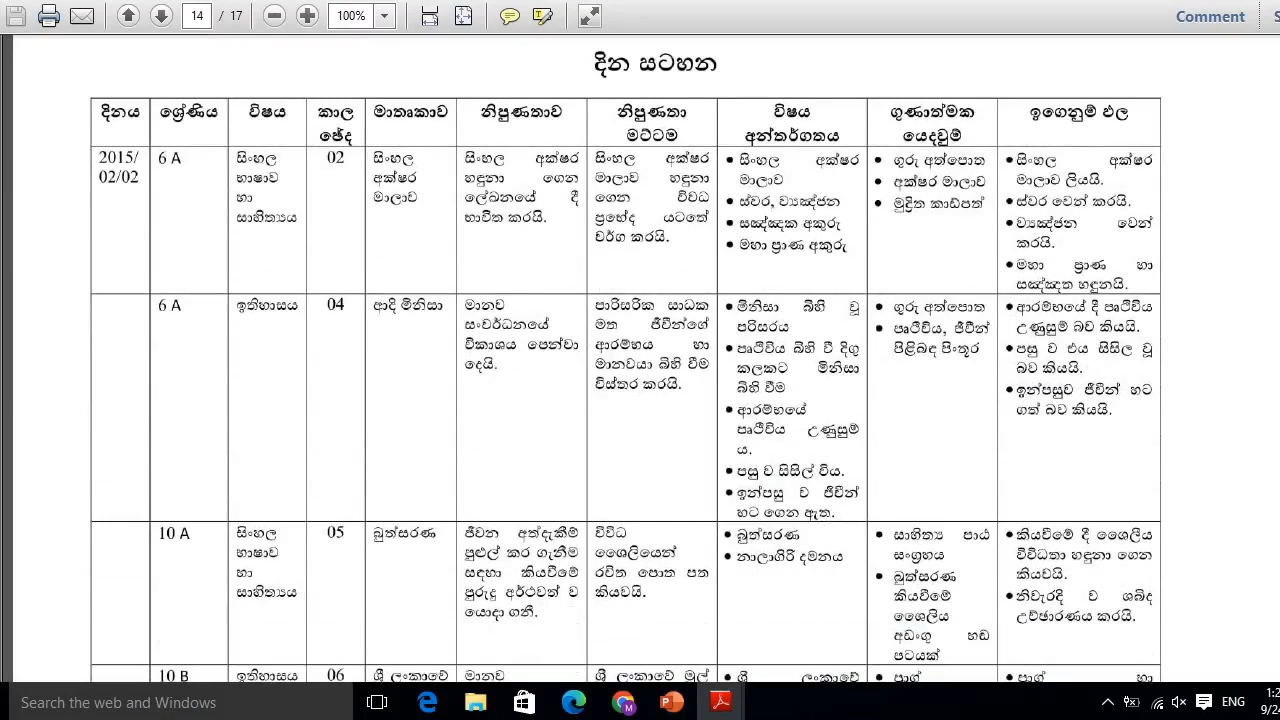 14 / 17
100%
Comment
දින සටහන
දිනය ශ්‍රේණිය විෂය කාල ඡේද මාතෘකාව නිපුණතාව නිපුණතා මට්ටම විෂය අන්තර්ගතය ගුණාත්මක යෙදවුම් ඉගෙනුම් ඵල
2015/
02/02
6 A
සිංහල
භාෂාව
හා
සාහිත්‍යය
02
සිංහල
අක්ෂර
මාලාව
සිංහල අක්ෂර
හඳුනා ගෙන
ලේඛනයේ දී
භාවිත කරයි.
සිංහල අක්ෂර
මාලාව හඳුනා
ගෙන විවිධ
ප්‍රභේද යටතේ
වර්ග කරයි.
• සිංහල අක්ෂර
මාලාව
• ස්වර, ව්‍යඤ්ජන
• සඤ්ඤක අකුරු
• මහා ප්‍රාණ අකුරු
• ගුරු අත්පොත
• අක්ෂර මාලාව
• මුද්‍රිත කාඩ්පත්
• සිංහල අක්ෂර
මාලාව ලියයි.
• ස්වර වෙන් කරයි.
• ව්‍යඤ්ජන වෙන්
කරයි.
• මහා ප්‍රාණ හා
සඤ්ඤත හඳුනයි.
6 A
ඉතිහාසය
04
ආදි මිනිසා
මානව
සංවර්ධනයේ
විකාශය පෙන්වා
දෙයි.
පාරිසරික සාධක
මත ජීවීන්ගේ
ආරම්භය හා
මානවයා බිහි වීම
විස්තර කරයි.
• මිනිසා බිහි වූ
පරිසරය
• පෘථිවිය බිහි වී දිගු
කලකට මිනිසා
බිහි වීම
• ආරම්භයේ
පෘථිවිය උණුසුම්
ය.
• පසු ව සිසිල් විය.
• ඉන්පසු ව ජීවීන්
හට ගෙන ඇත.
• ගුරු අත්පොත
• පෘථිවිය, ජීවීන්
පිළිබඳ පින්තූර
• ආරම්භයේ දී පෘථිවිය
උණුසුම් බව කියයි.
• පසු ව එය සිසිල වූ
බව කියයි.
• ඉන්පසුව ජීවීන් හට
ගත් බව කියයි.
10 A
සිංහල
භාෂාව
හා
සාහිත්‍යය
05
බුත්සරණ
ජීවන අත්දැකීම්
පුළුල් කර ගැනීම
සඳහා කියවීමේ
පුරුදු අර්ථවත් ව
යොදා ගනී.
විවිධ
ශෛලියෙන්
රචිත පොත පත
කියවයි.
• බුත්සරණ
• නාලාගිරි දමනය
• සාහිත්‍ය පාඨ
සංග්‍රහය
• බුත්සරණ
කියවීමේ
ශෛලිය
අඩංගු හඬ
පටයක්
• කියවීමේ දී ශෛලීය
විවිධතා හඳුනා ගෙන
කියවයි.
• නිවැරදි ව ශබ්ද
උච්ඡාරණය කරයි.
10 B
ඉතිහාසය
06
ශ්‍රී ලංකාවේ
මානව
ශ්‍රී ලංකාවේ මුල්
• ශ්‍රී ලංකාවේ
• ප්‍රාග්
• ප්‍රාග් හා
Search the web and Windows
ENG